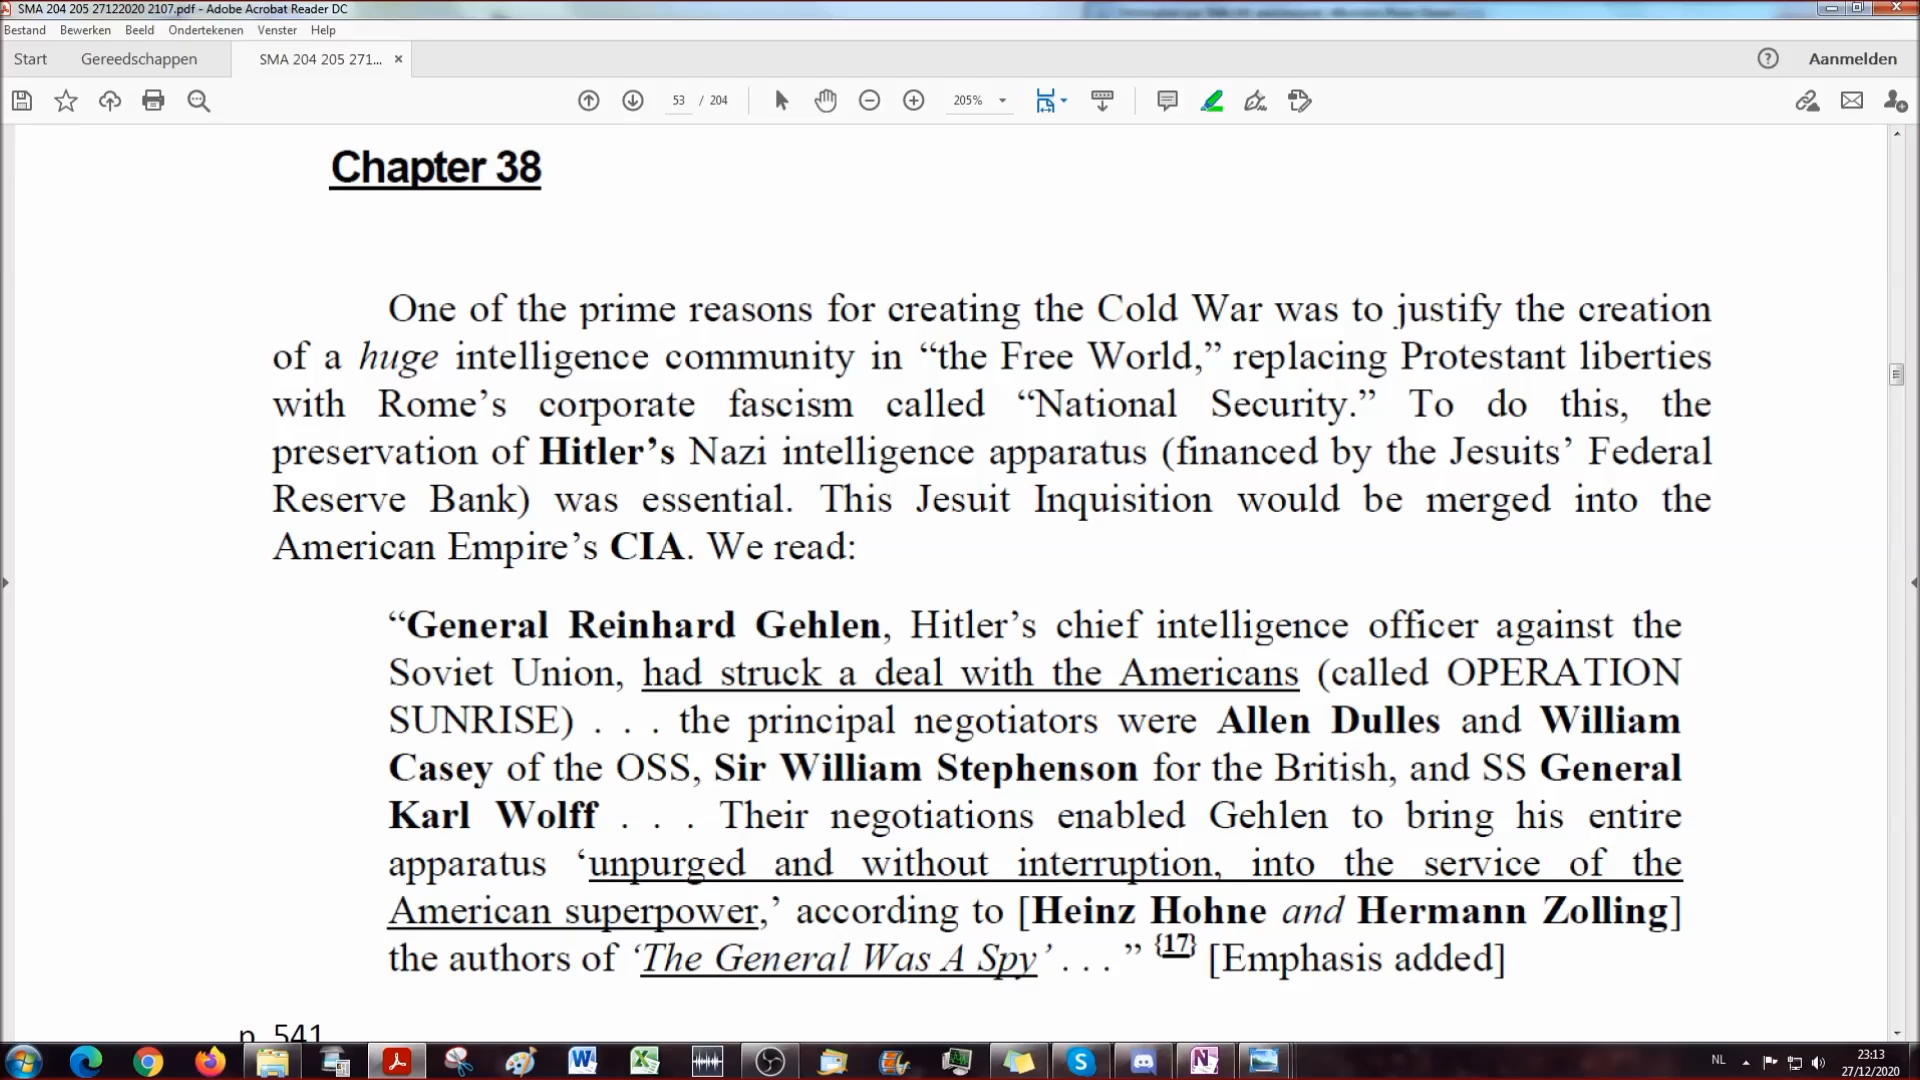 SMA 204 205 27122020 2107.pdf - Adobe Acrobat Reader DC
Bestand Bewerken Beeld Ondertekenen Venster Help
Start Gereedschappen SMA 204 205 271... × ? Aanmelden
53 / 204 205%
Chapter 38
One of the prime reasons for creating the Cold War was to justify the creation
of a huge intelligence community in “the Free World,” replacing Protestant liberties
with Rome’s corporate fascism called “National Security.” To do this, the
preservation of Hitler’s Nazi intelligence apparatus (financed by the Jesuits’ Federal
Reserve Bank) was essential. This Jesuit Inquisition would be merged into the
American Empire’s CIA. We read:
“General Reinhard Gehlen, Hitler’s chief intelligence officer against the
Soviet Union, had struck a deal with the Americans (called OPERATION
SUNRISE) . . . the principal negotiators were Allen Dulles and William
Casey of the OSS, Sir William Stephenson for the British, and SS General
Karl Wolff . . . Their negotiations enabled Gehlen to bring his entire
apparatus ‘unpurged and without interruption, into the service of the
American superpower,’ according to [Heinz Hohne and Hermann Zolling]
the authors of ‘The General Was A Spy’ . . . ” {17} [Emphasis added]
p. 541
NL 23:13
27/12/2020